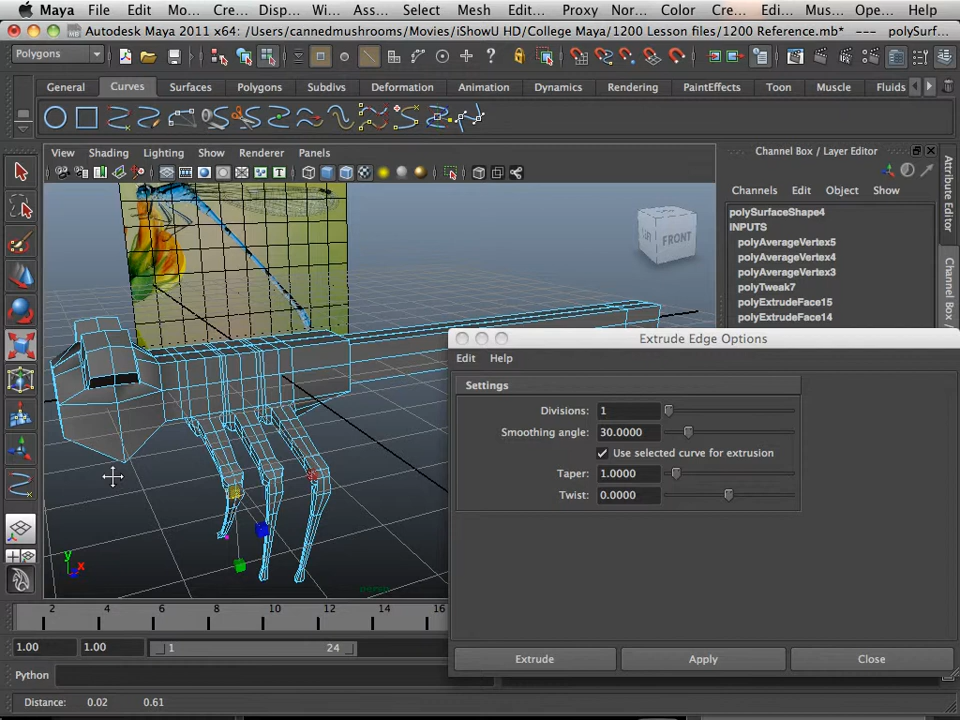 Maya File Edit Mo... Cre... Disp... Wi... Asse... Select Mesh Edit... Proxy Nor... Color Cre... Edi... Mus... Ope... Help
Autodesk Maya 2011 x64: /Users/cannedmushrooms/Movies/iShowU HD/College Maya/1200 Lesson files/1200 Reference.mb* --- polySurf...
Polygons
General Curves Surfaces Polygons Subdivs Deformation Animation Dynamics Rendering PaintEffects Toon Muscle Fluids
View Shading Lighting Show Renderer Panels
Channel Box / Layer Editor
Channels Edit Object Show
polySurfaceShape4
INPUTS
polyAverageVertex5
polyAverageVertex4
polyAverageVertex3
polyTweak7
polyExtrudeFace15
polyExtrudeFace14
Attribute Editor
Channel Box /
FRONT
Extrude Edge Options
Edit Help
Settings
Divisions: 1
Smoothing angle: 30.0000
Use selected curve for extrusion
Taper: 1.0000
Twist: 0.0000
Extrude Apply Close
y
x
persp
2 4 6 8 10 12 14 16
1.00 1.00 1 24
Python
Distance: 0.02 0.61